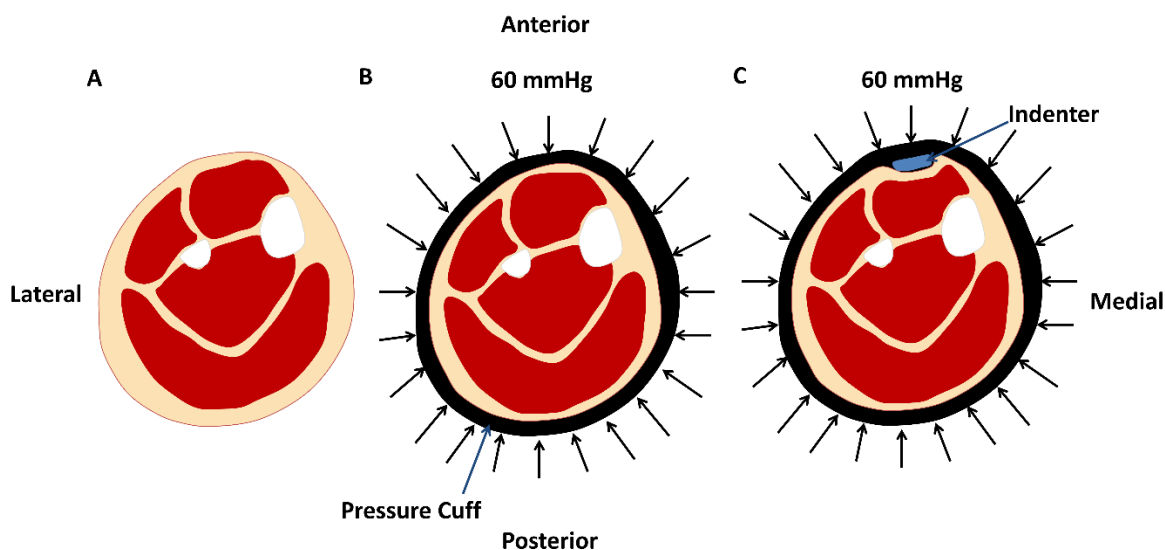 Anterior
A
B
60 mmHg
C
60 mmHg
Indenter
Lateral
Medial
Pressure Cuff
Posterior